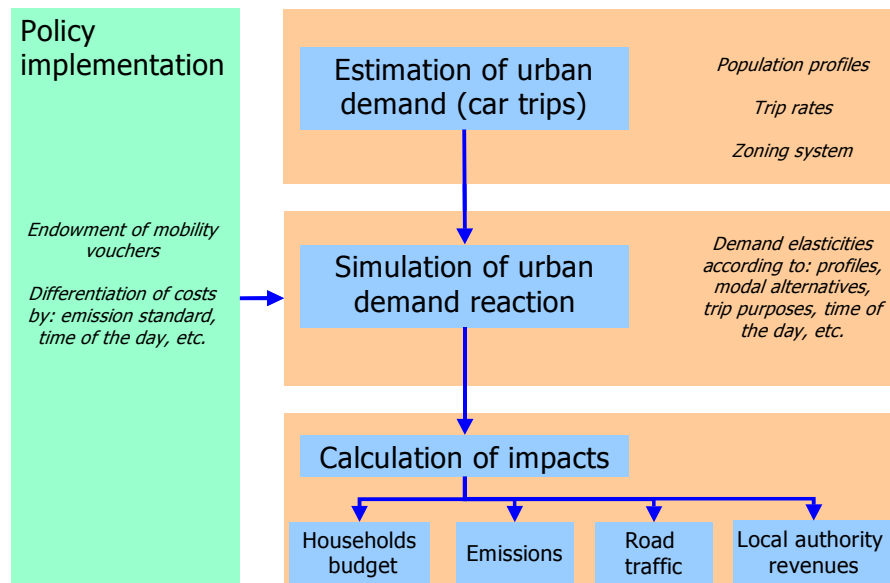 Policy
implementation
Endowment of mobility
vouchers
Differentiation of costs
by: emission standard,
time of the day, etc.
Estimation of urban
demand (car trips)
Population profiles
Trip rates
Zoning system
Simulation of urban
demand reaction
Demand elasticities
according to: profiles,
modal alternatives,
trip purposes, time of
the day, etc.
Calculation of impacts
Households
budget
Emissions
Road
traffic
Local authority
revenues